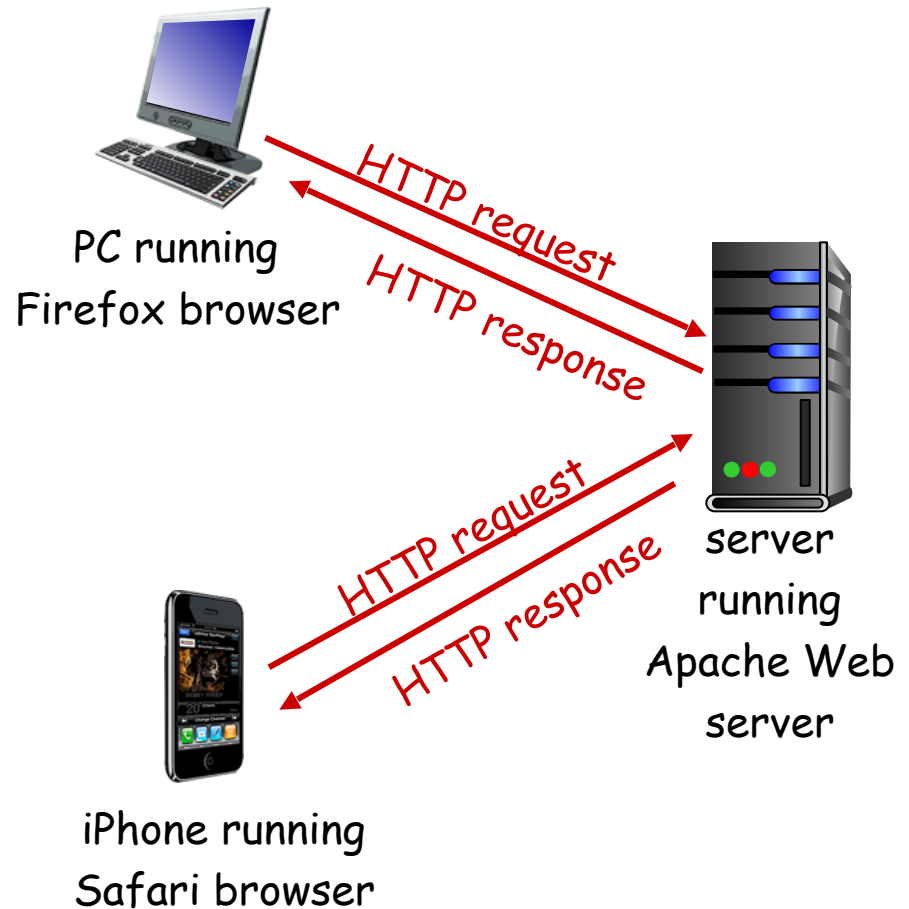 HTTP request
HTTP response
PC running
Firefox browser
HTTP request
HTTP response
server
running
Apache Web
server
iPhone running
Safari browser